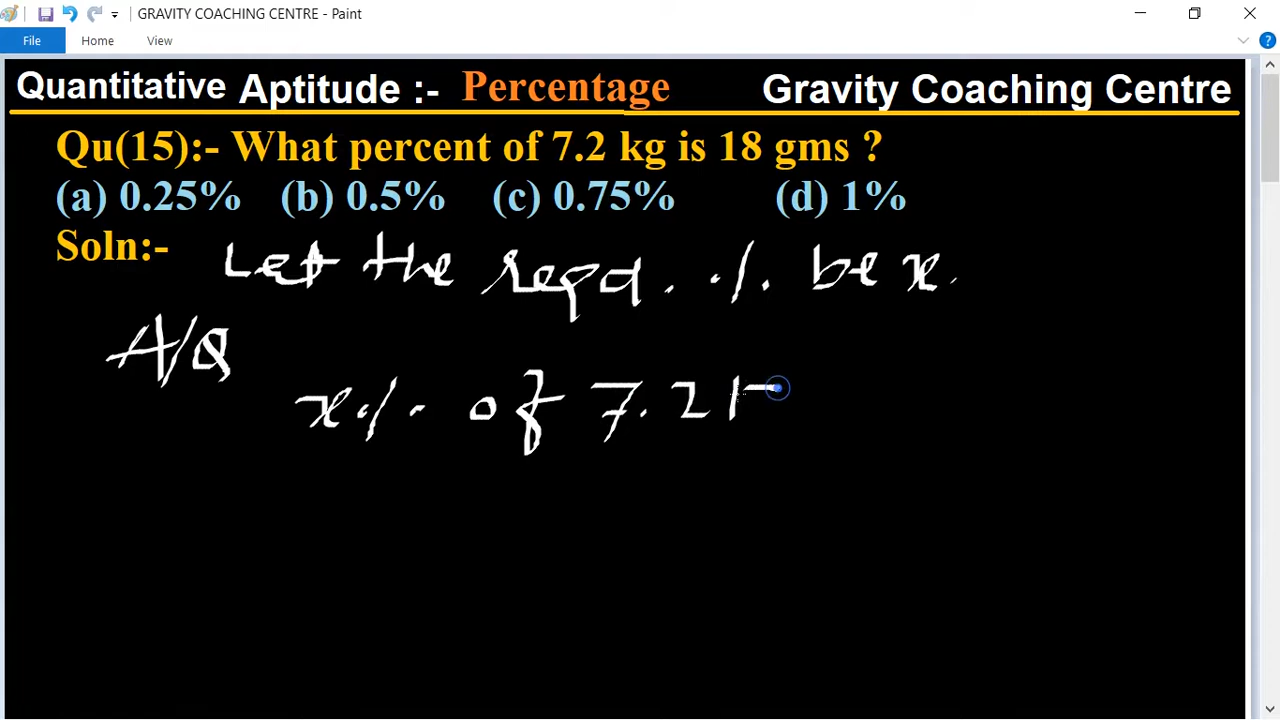 GRAVITY COACHING CENTRE - Paint
File Home View
Quantitative Aptitude :- Percentage Gravity Coaching Centre
Qu(15):- What percent of 7.2 kg is 18 gms ?
(a) 0.25% (b) 0.5% (c) 0.75% (d) 1%
Soln:- Let the reqd. % be x.
A/Q
x% of 7.2